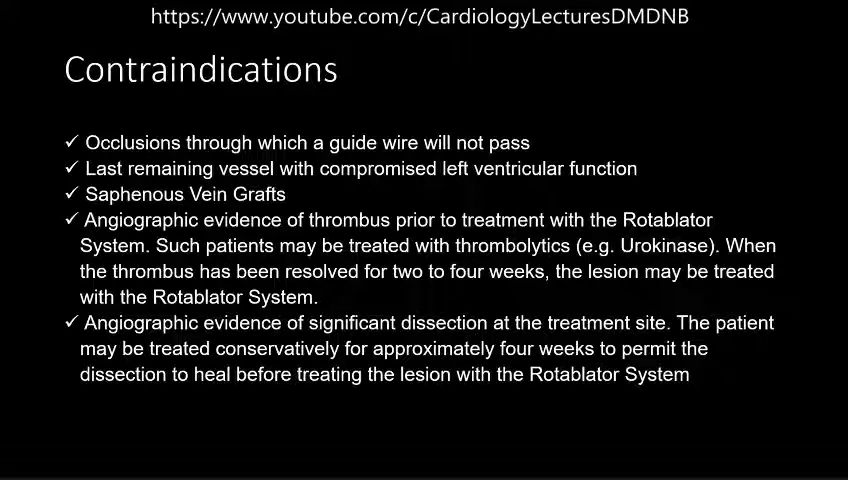 https://www.youtube.com/c/CardiologyLecturesDMDNB
Contraindications
✓ Occlusions through which a guide wire will not pass
✓ Last remaining vessel with compromised left ventricular function
✓ Saphenous Vein Grafts
✓ Angiographic evidence of thrombus prior to treatment with the Rotablator
System. Such patients may be treated with thrombolytics (e.g. Urokinase). When
the thrombus has been resolved for two to four weeks, the lesion may be treated
with the Rotablator System.
✓ Angiographic evidence of significant dissection at the treatment site. The patient
may be treated conservatively for approximately four weeks to permit the
dissection to heal before treating the lesion with the Rotablator System